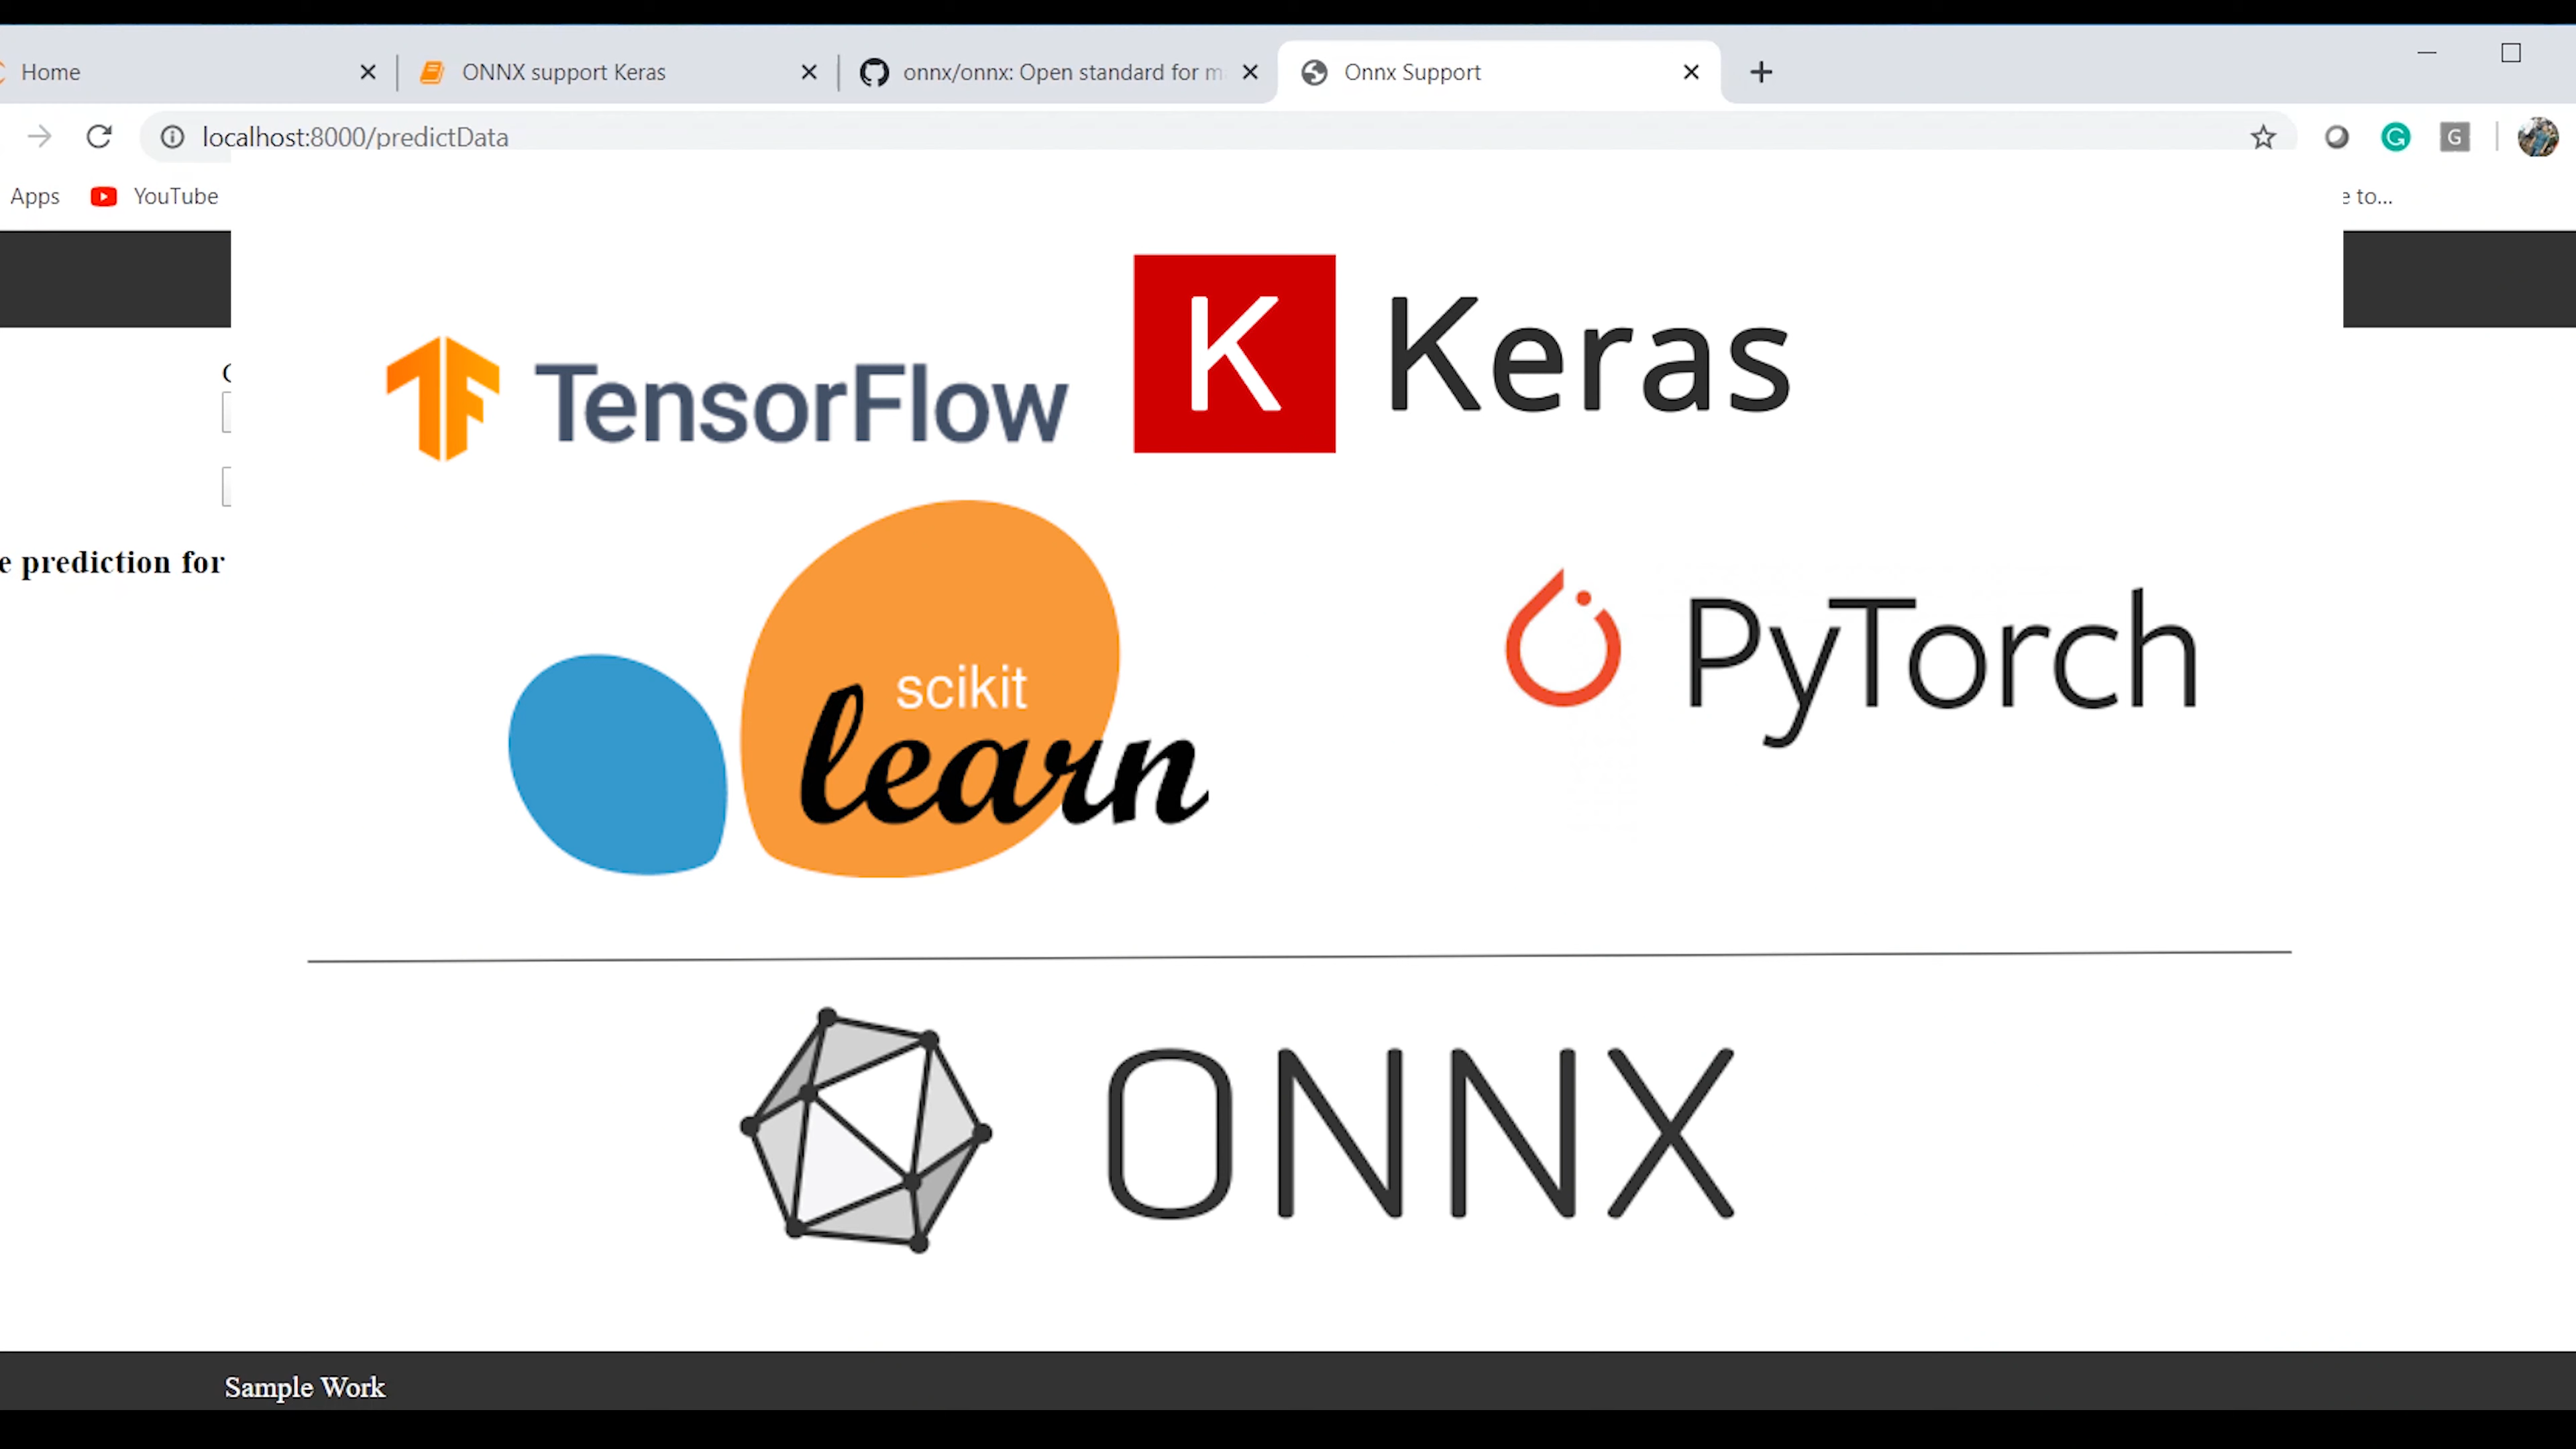 Home
ONNX support Keras
onnx/onnx: Open standard for m
Onnx Support
localhost:8000/predictData
Apps
YouTube
e to...
K Keras
TensorFlow
scikit
learn
PyTorch
e prediction for
ONNX
Sample Work